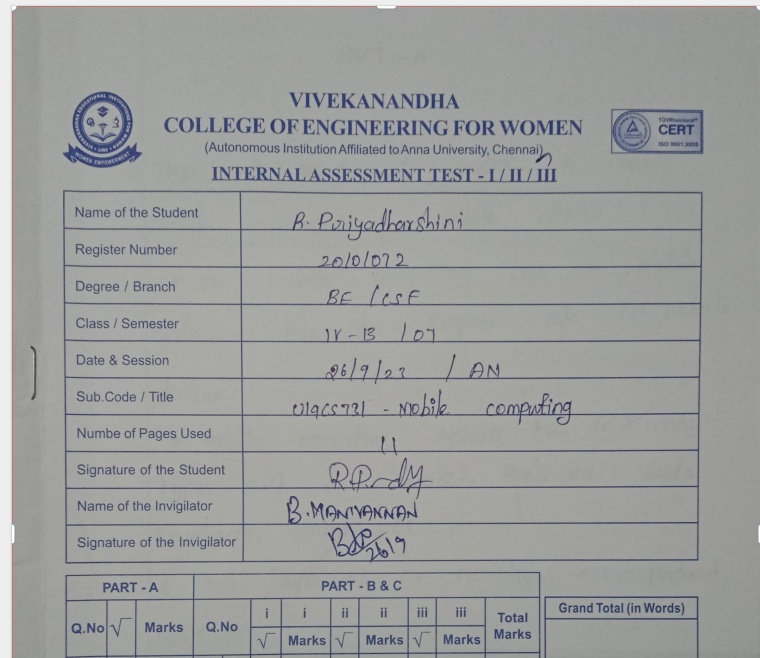 VIVEKANANDHA
COLLEGE OF ENGINEERING FOR WOMEN
(Autonomous Institution Affiliated to Anna University, Chennai)
WOMEN EMPOWERMENT
TÜVRheinland
CERT
ISO 9001:2008
INTERNAL ASSESSMENT TEST - I / II / III
Name of the Student R. Puriyadharshini
Register Number 20101072
Degree / Branch BE / CSE
Class / Semester IV - B / 07
Date & Session 26/9/23 / AN
Sub.Code / Title U19CS731 - Mobile computing
Numbe of Pages Used 11
Signature of the Student
Name of the Invigilator B. MANIVANNAN
Signature of the Invigilator 26/9
PART - A PART - B & C
Grand Total (in Words)
Q.No √ Marks Q.No i √ i Marks ii √ ii Marks iii √ iii Marks Total Marks